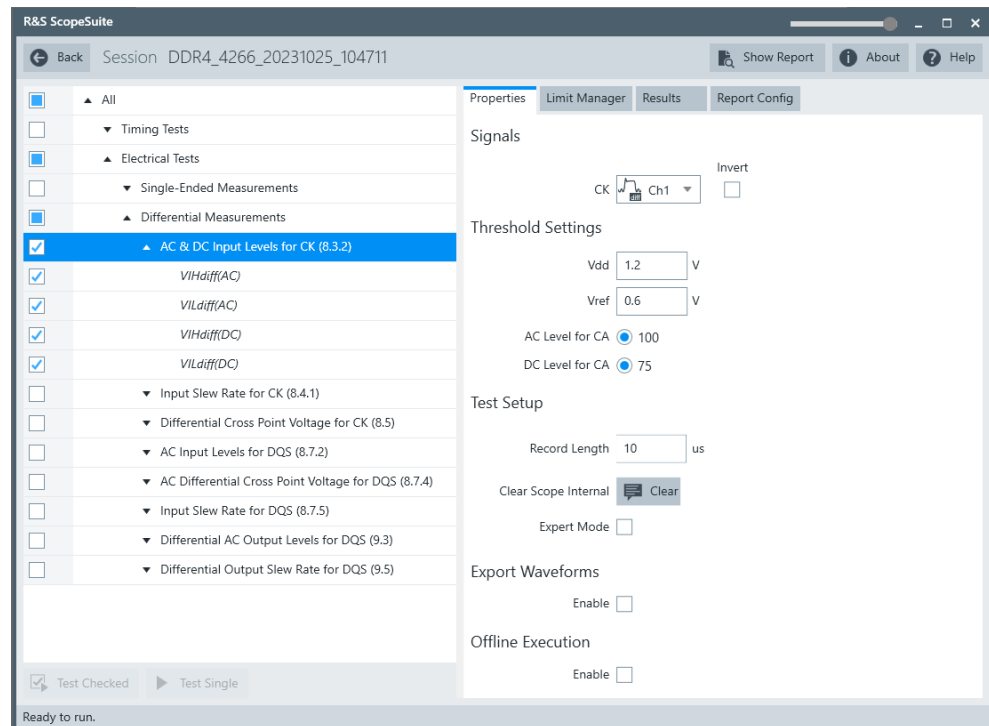 R&S ScopeSuite
Back Session DDR4_4266_20231025_104711 Show Report About Help
All
Timing Tests
Electrical Tests
Single-Ended Measurements
Differential Measurements
AC & DC Input Levels for CK (8.3.2)
VIHdiff(AC)
VILdiff(AC)
VIHdiff(DC)
VILdiff(DC)
Input Slew Rate for CK (8.4.1)
Differential Cross Point Voltage for CK (8.5)
AC Input Levels for DQS (8.7.2)
AC Differential Cross Point Voltage for DQS (8.7.4)
Input Slew Rate for DQS (8.7.5)
Differential AC Output Levels for DQS (9.3)
Differential Output Slew Rate for DQS (9.5)
Test Checked Test Single
Properties Limit Manager Results Report Config
Signals
Invert
CK diff Ch1
Threshold Settings
Vdd 1.2 V
Vref 0.6 V
AC Level for CA 100
DC Level for CA 75
Test Setup
Record Length 10 us
Clear Scope Internal Clear
Expert Mode
Export Waveforms
Enable
Offline Execution
Enable
Ready to run.